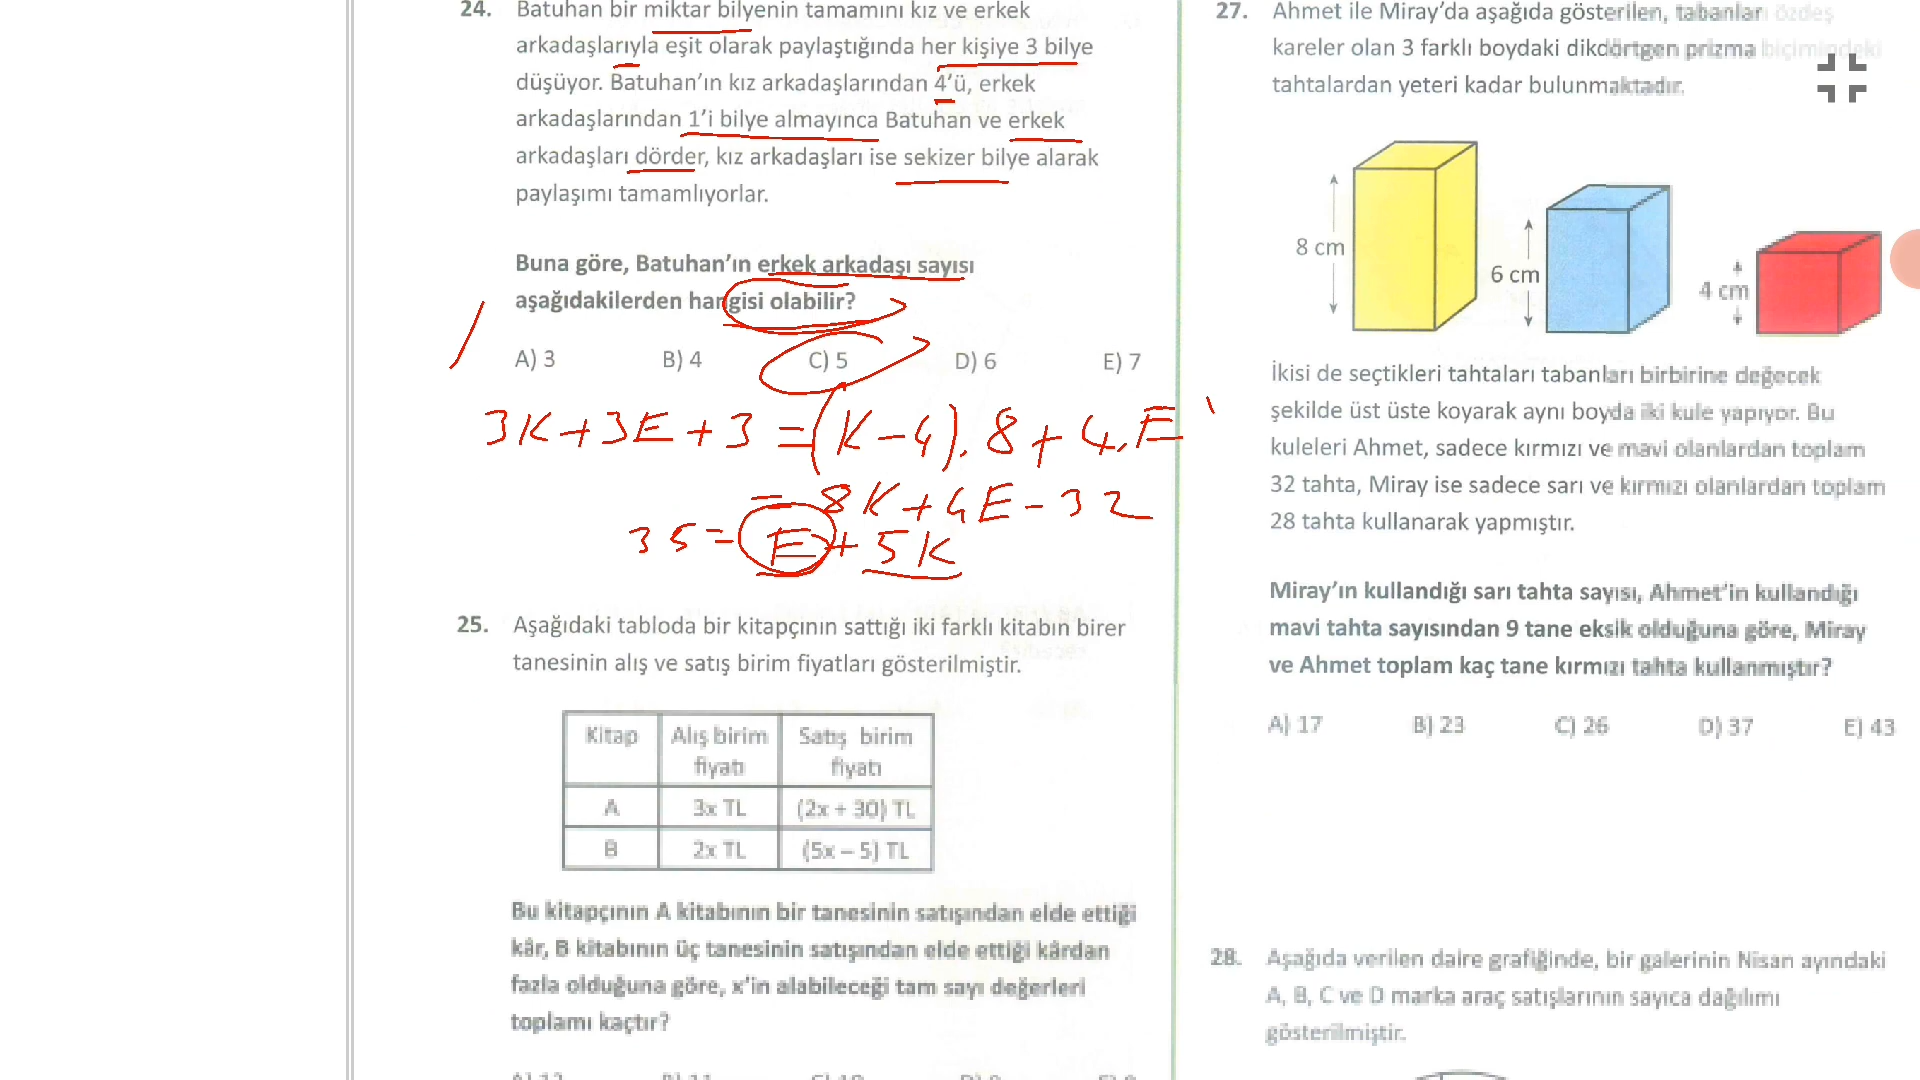 24. Batuhan bir miktar bilyenin tamamını kız ve erkek
arkadaşlarıyla eşit olarak paylaştığında her kişiye 3 bilye
düşüyor. Batuhan'ın kız arkadaşlarından 4'ü, erkek
arkadaşlarından 1'i bilye almayınca Batuhan ve erkek
arkadaşları dörder, kız arkadaşları ise sekizer bilye alarak
paylaşımı tamamlıyorlar.
Buna göre, Batuhan'ın erkek arkadaşı sayısı
aşağıdakilerden hangisi olabilir?
A) 3 B) 4 C) 5 D) 6 E) 7
3K+3E+3=(K-4).8+4.E
= 8K+4E-32
35=E+5K
25. Aşağıdaki tabloda bir kitapçının sattığı iki farklı kitabın birer
tanesinin alış ve satış birim fiyatları gösterilmiştir.
Kitap Alış birim fiyatı Satış birim fiyatı
A 3x TL (2x + 30) TL
B 2x TL (5x – 5) TL
Bu kitapçının A kitabının bir tanesinin satışından elde ettiği
kâr, B kitabının üç tanesinin satışından elde ettiği kârdan
fazla olduğuna göre, x'in alabileceği tam sayı değerleri
toplamı kaçtır?
27. Ahmet ile Miray'da aşağıda gösterilen, tabanları özdeş
kareler olan 3 farklı boydaki dikdörtgen prizma biçimindeki
tahtalardan yeteri kadar bulunmaktadır.
8 cm
6 cm
4 cm
İkisi de seçtikleri tahtaları tabanları birbirine değecek
şekilde üst üste koyarak aynı boyda iki kule yapıyor. Bu
kuleleri Ahmet, sadece kırmızı ve mavi olanlardan toplam
32 tahta, Miray ise sadece sarı ve kırmızı olanlardan toplam
28 tahta kullanarak yapmıştır.
Miray'ın kullandığı sarı tahta sayısı, Ahmet'in kullandığı
mavi tahta sayısından 9 tane eksik olduğuna göre, Miray
ve Ahmet toplam kaç tane kırmızı tahta kullanmıştır?
A) 17 B) 23 C) 26 D) 37 E) 43
28. Aşağıda verilen daire grafiğinde, bir galerinin Nisan ayındaki
A, B, C ve D marka araç satışlarının sayıca dağılımı
gösterilmiştir.